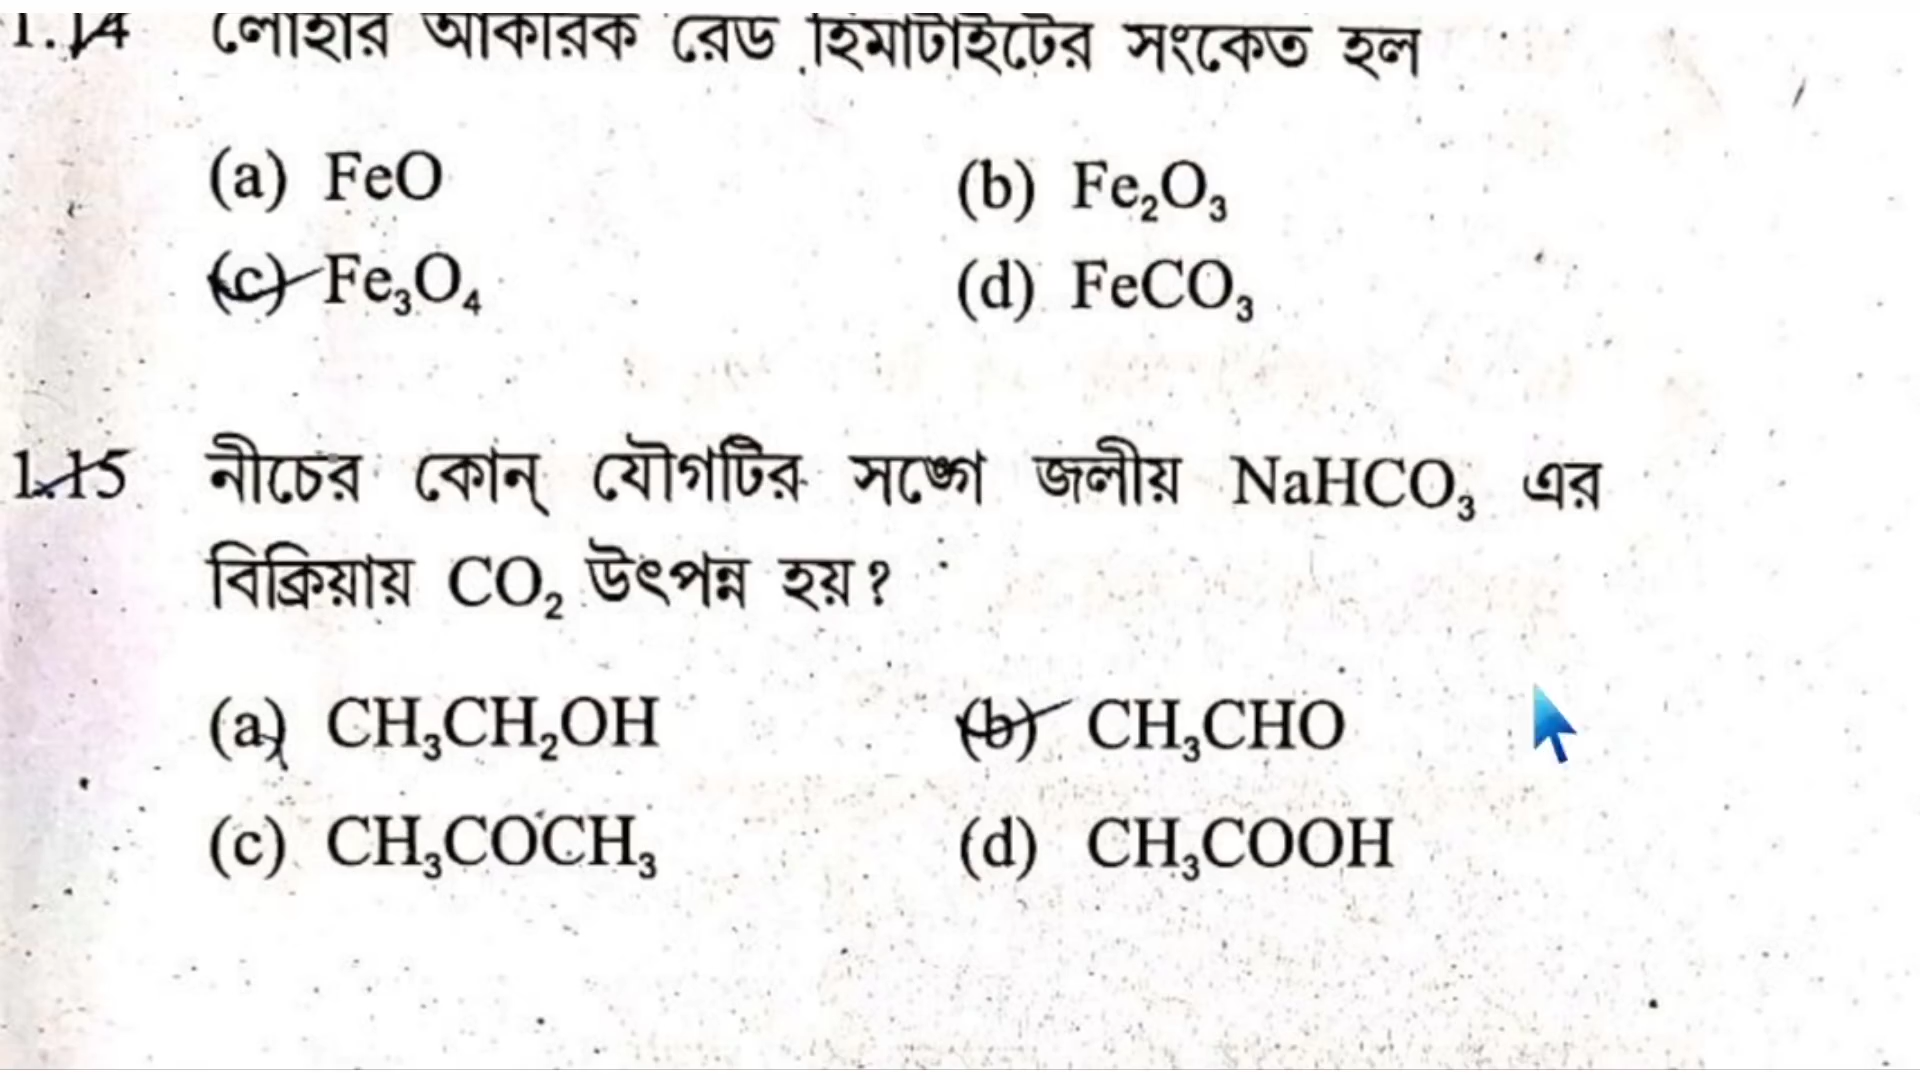 1.14 লোহার আকরিক রেড হিমাটাইটের সংকেত হল
(a) FeO (b) Fe₂O₃
(c) Fe₃O₄ (d) FeCO₃
1.15 নীচের কোন্ যৌগটির সঙ্গে জলীয় NaHCO₃ এর
বিক্রিয়ায় CO₂ উৎপন্ন হয়?
(a) CH₃CH₂OH (b) CH₃CHO
(c) CH₃COCH₃ (d) CH₃COOH